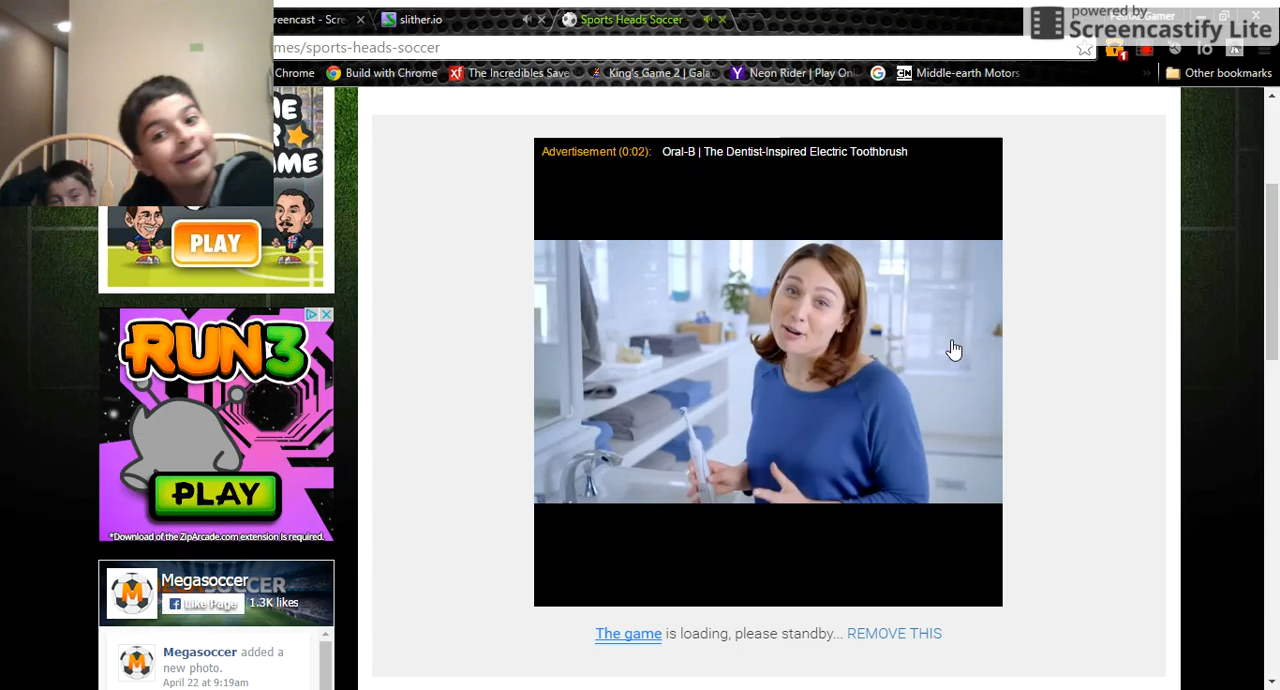 powered by
Screencastify Lite
slither.io
Sports Heads Soccer -
mes/sports-heads-soccer
Chrome
Build with Chrome
The Incredibles Save
King's Game 2 | Gala
Neon Rider | Play On
G
CN
Middle-earth Motors
Other bookmarks
PLAY
Advertisement (0:02): Oral-B | The Dentist-Inspired Electric Toothbrush
RUN3
PLAY
*Download of the ZipArcade.com extension is required.
Megasoccer
Like Page
1.3K likes
Megasoccer added a
new photo.
April 22 at 9:19am
The game is loading, please standby... REMOVE THIS